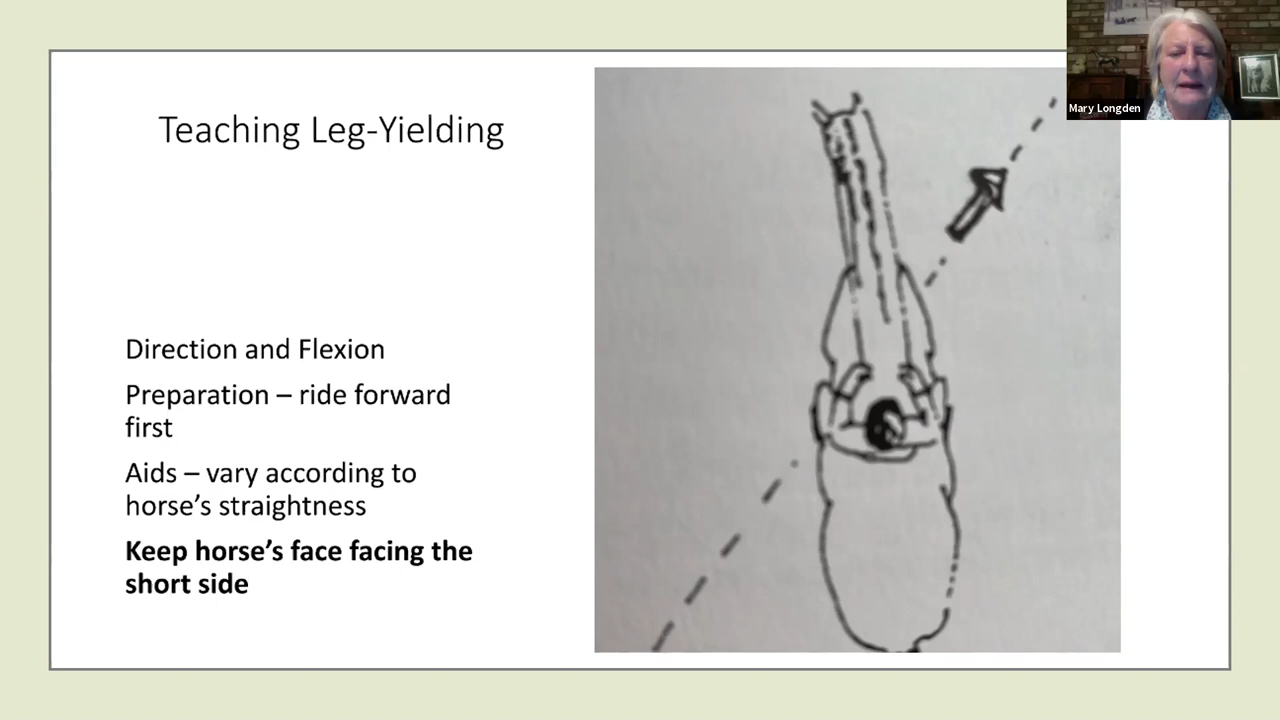 Teaching Leg-Yielding
Direction and Flexion
Preparation – ride forward
first
Aids – vary according to
horse’s straightness
Keep horse’s face facing the
short side
Mary Longden